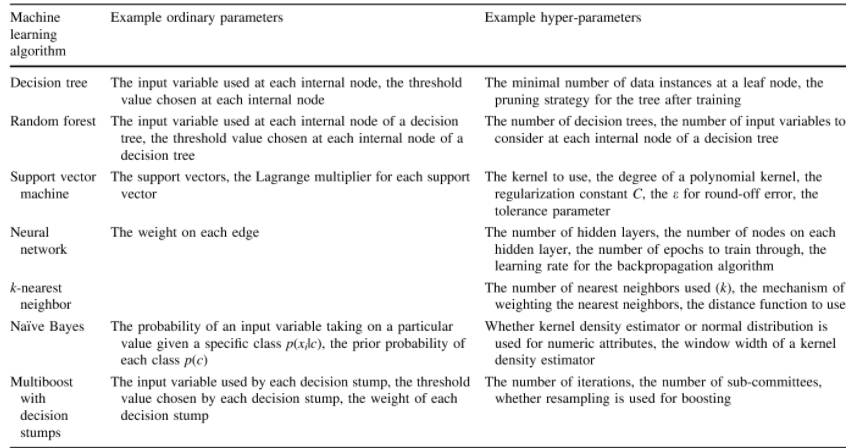 Machine learning algorithm
Example ordinary parameters
Example hyper-parameters
Decision tree
The input variable used at each internal node, the threshold
value chosen at each internal node
The minimal number of data instances at a leaf node, the
pruning strategy for the tree after training
Random forest
The input variable used at each internal node of a decision
tree, the threshold value chosen at each internal node of a
decision tree
The number of decision trees, the number of input variables to
consider at each internal node of a decision tree
Support vector
machine
The support vectors, the Lagrange multiplier for each support
vector
The kernel to use, the degree of a polynomial kernel, the
regularization constant C, the ε for round-off error, the
tolerance parameter
Neural
network
The weight on each edge
The number of hidden layers, the number of nodes on each
hidden layer, the number of epochs to train through, the
learning rate for the backpropagation algorithm
k-nearest
neighbor
The number of nearest neighbors used (k), the mechanism of
weighting the nearest neighbors, the distance function to use
Naïve Bayes
The probability of an input variable taking on a particular
value given a specific class p(xᵢ|c), the prior probability of
each class p(c)
Whether kernel density estimator or normal distribution is
used for numeric attributes, the window width of a kernel
density estimator
Multiboost
with
decision
stumps
The input variable used by each decision stump, the threshold
value chosen by each decision stump, the weight of each
decision stump
The number of iterations, the number of sub-committees,
whether resampling is used for boosting